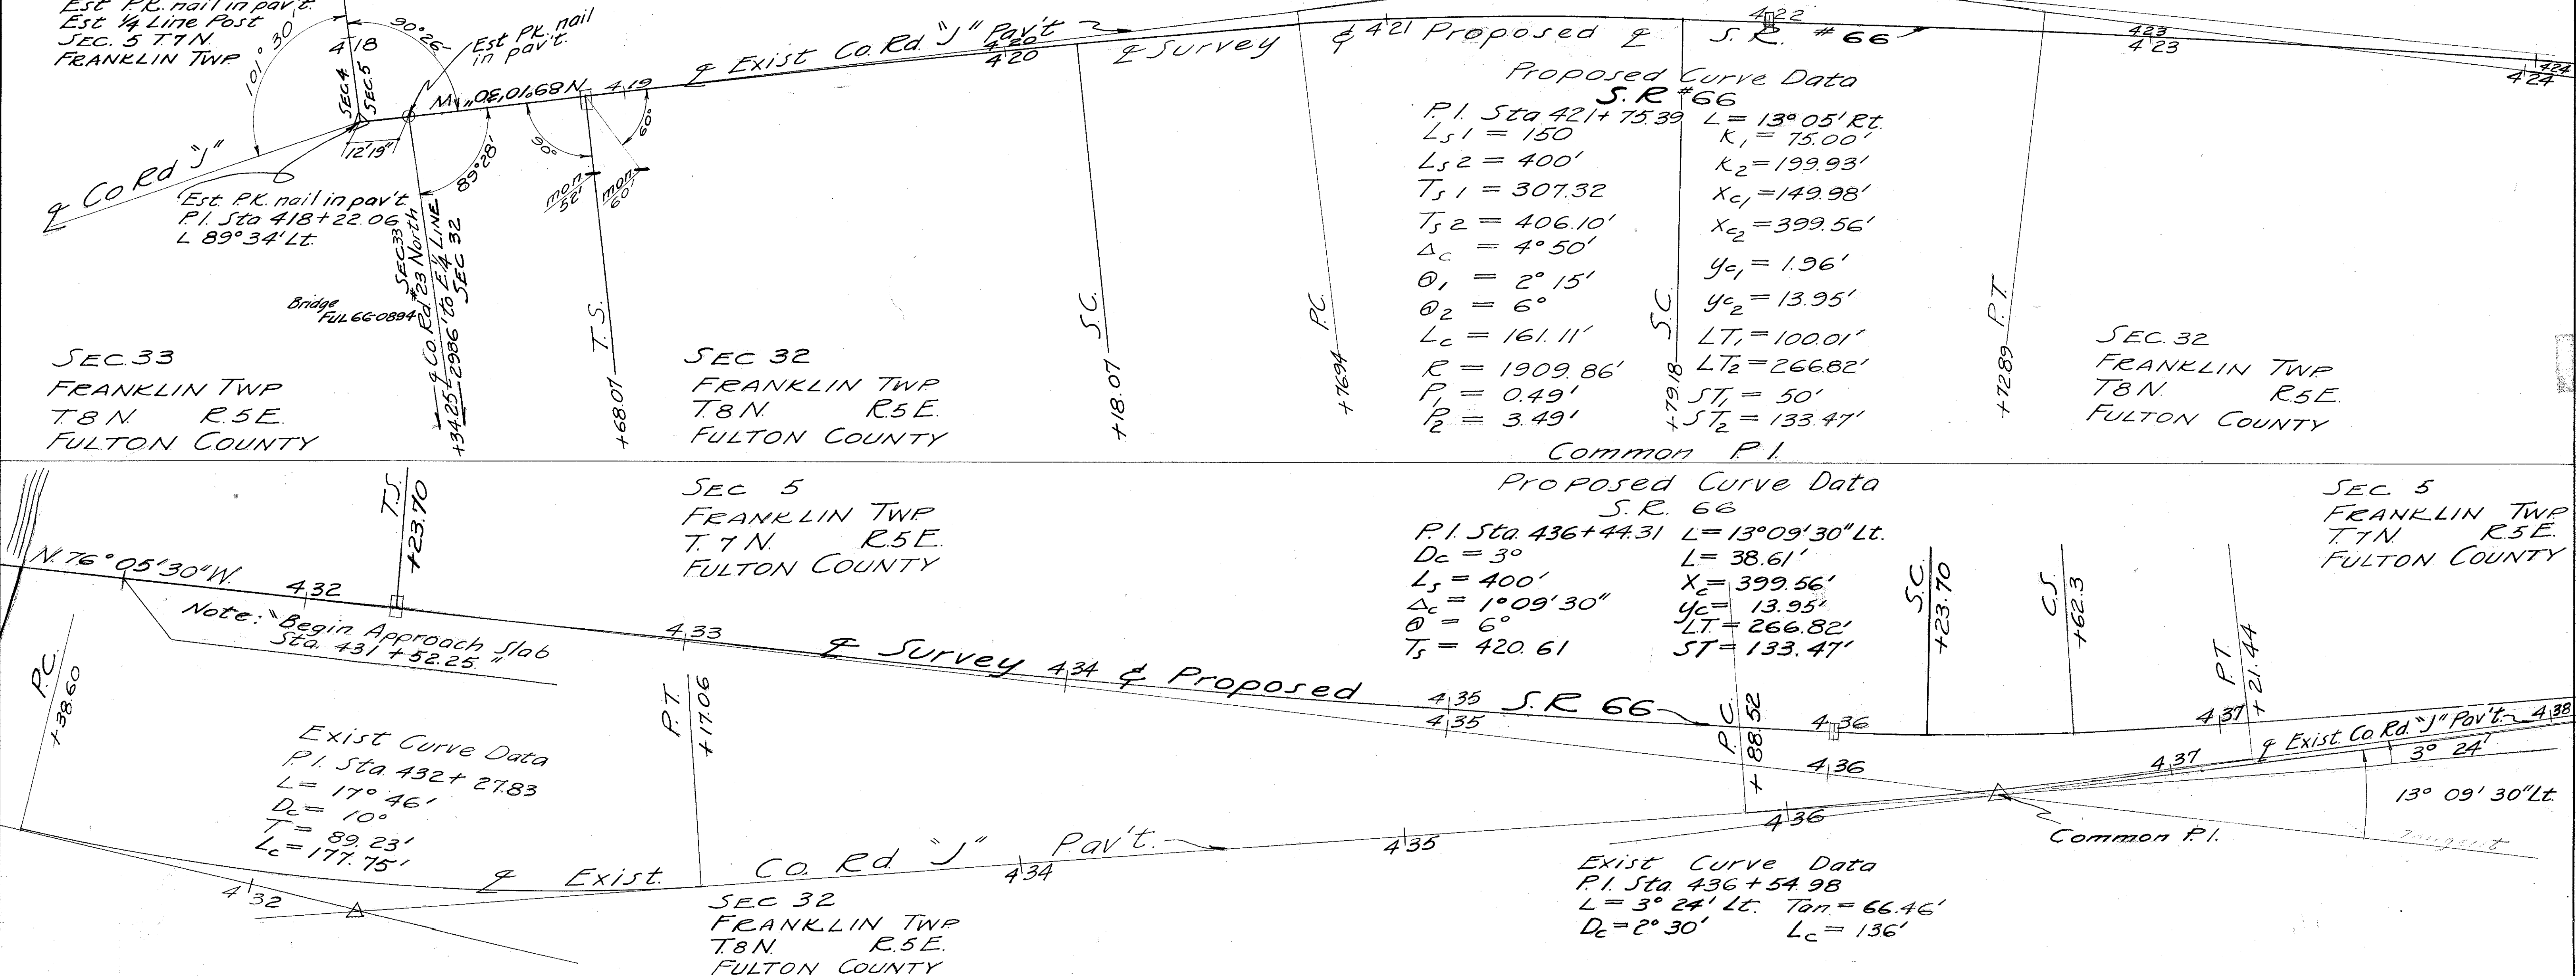 Est P.K. nail in pav't.
Est ¼ Line Post
SEC. 5 T.7 N.
FRANKLIN TWP.
101° 30'
4 18
90°26'
Est PK. nail
in pav't.
SEC.4
SEC.5
N89°10'30"W
4 19
60°
90°
89°28'
12'19"
℄ Co Rd "J"
Est. P.K. nail in pav't
P.I. Sta 418+22.06
L 89°34' Lt.
mon
52'
mon
60'
℄ Exist Co. Rd. "J" Pav't
4 20
4 20
℄ Survey & 4 21 Proposed ℄ S.R. #66
4 22
4 23
4 23
4 24
4 24
Proposed Curve Data
S.R #66
P.I. Sta 421+75.39 L = 13° 05' Rt.
Ls1 = 150 K1 = 75.00'
Ls2 = 400' K2=199.93'
Ts1 = 307.32 Xc1=149.98'
Ts2 = 406.10' Xc2=399.56'
Δc = 4° 50' yc1 = 1.96'
Θ1 = 2° 15' yc2 = 13.95'
Θ2 = 6°
Lc = 161.11' LT1=100.01'
R = 1909.86' LT2=266.82'
P1 = 0.49' ST1 = 50'
P2 = 3.49' ST2 = 133.47'
Common P.I.
Bridge
FUL66-0894
SEC33
℄ Co. Rd #23 North
+34.25 L 2986' to E¼ LINE
SEC 32
T.S.
+68.07
S.C.
+18.07
P.C.
+76.94
S.C.
+79.18
P.T.
+72.89
SEC.33
FRANKLIN TWP
T.8 N. R.5 E.
FULTON COUNTY
SEC 32
FRANKLIN TWP
T.8 N. R.5 E.
FULTON COUNTY
SEC.32
FRANKLIN TWP.
T8 N. R5E.
FULTON COUNTY
N. 76° 05'30"W.
4 32
T.S.
+23.70
SEC 5
FRANKLIN TWP.
T. 7 N. R.5 E.
FULTON COUNTY
Proposed Curve Data
S.R. 66
P.I. Sta. 436+44.31 L=13°09'30" Lt.
Dc = 3° L = 38.61'
Ls = 400' Xc= 399.56'
Δc = 1° 09' 30" yc= 13.95'
Θ = 6° LT. = 266.82'
Ts = 420.61 ST= 133.47'
SEC. 5
FRANKLIN TWP
T.7 N R.5E.
FULTON COUNTY
Note: "Begin Approach Slab
Sta. 431 + 52.25."
4 33
℄ Survey 4 34 & Proposed 4 35 S.R 66
4 35
P.C.
+38.60
P.T.
+17.06
P.C.
+ 88.52
4 36
4 36
S.C.
+23.70
C.S.
+62.3
P.T.
+21.44
4 37
4 37
℄ Exist. Co. Rd. "J" Pav't. 4 38
3° 24'
13° 09' 30" Lt.
Tangent
Common P.I.
Exist Curve Data
P.I. Sta. 432+ 27.83
L= 17° 46'
Dc= 10°
T = 89.23'
Lc= 177.75'
4 32
℄ Exist. Co. Rd. "J" Pav't.
4 34
4 35
4 36
SEC 32
FRANKLIN TWP.
T.8 N. R.5 E.
FULTON COUNTY
Exist Curve Data
P.I. Sta. 436+54.98
L= 3° 24' Lt. Tan= 66.46'
Dc= 2° 30' Lc= 136'